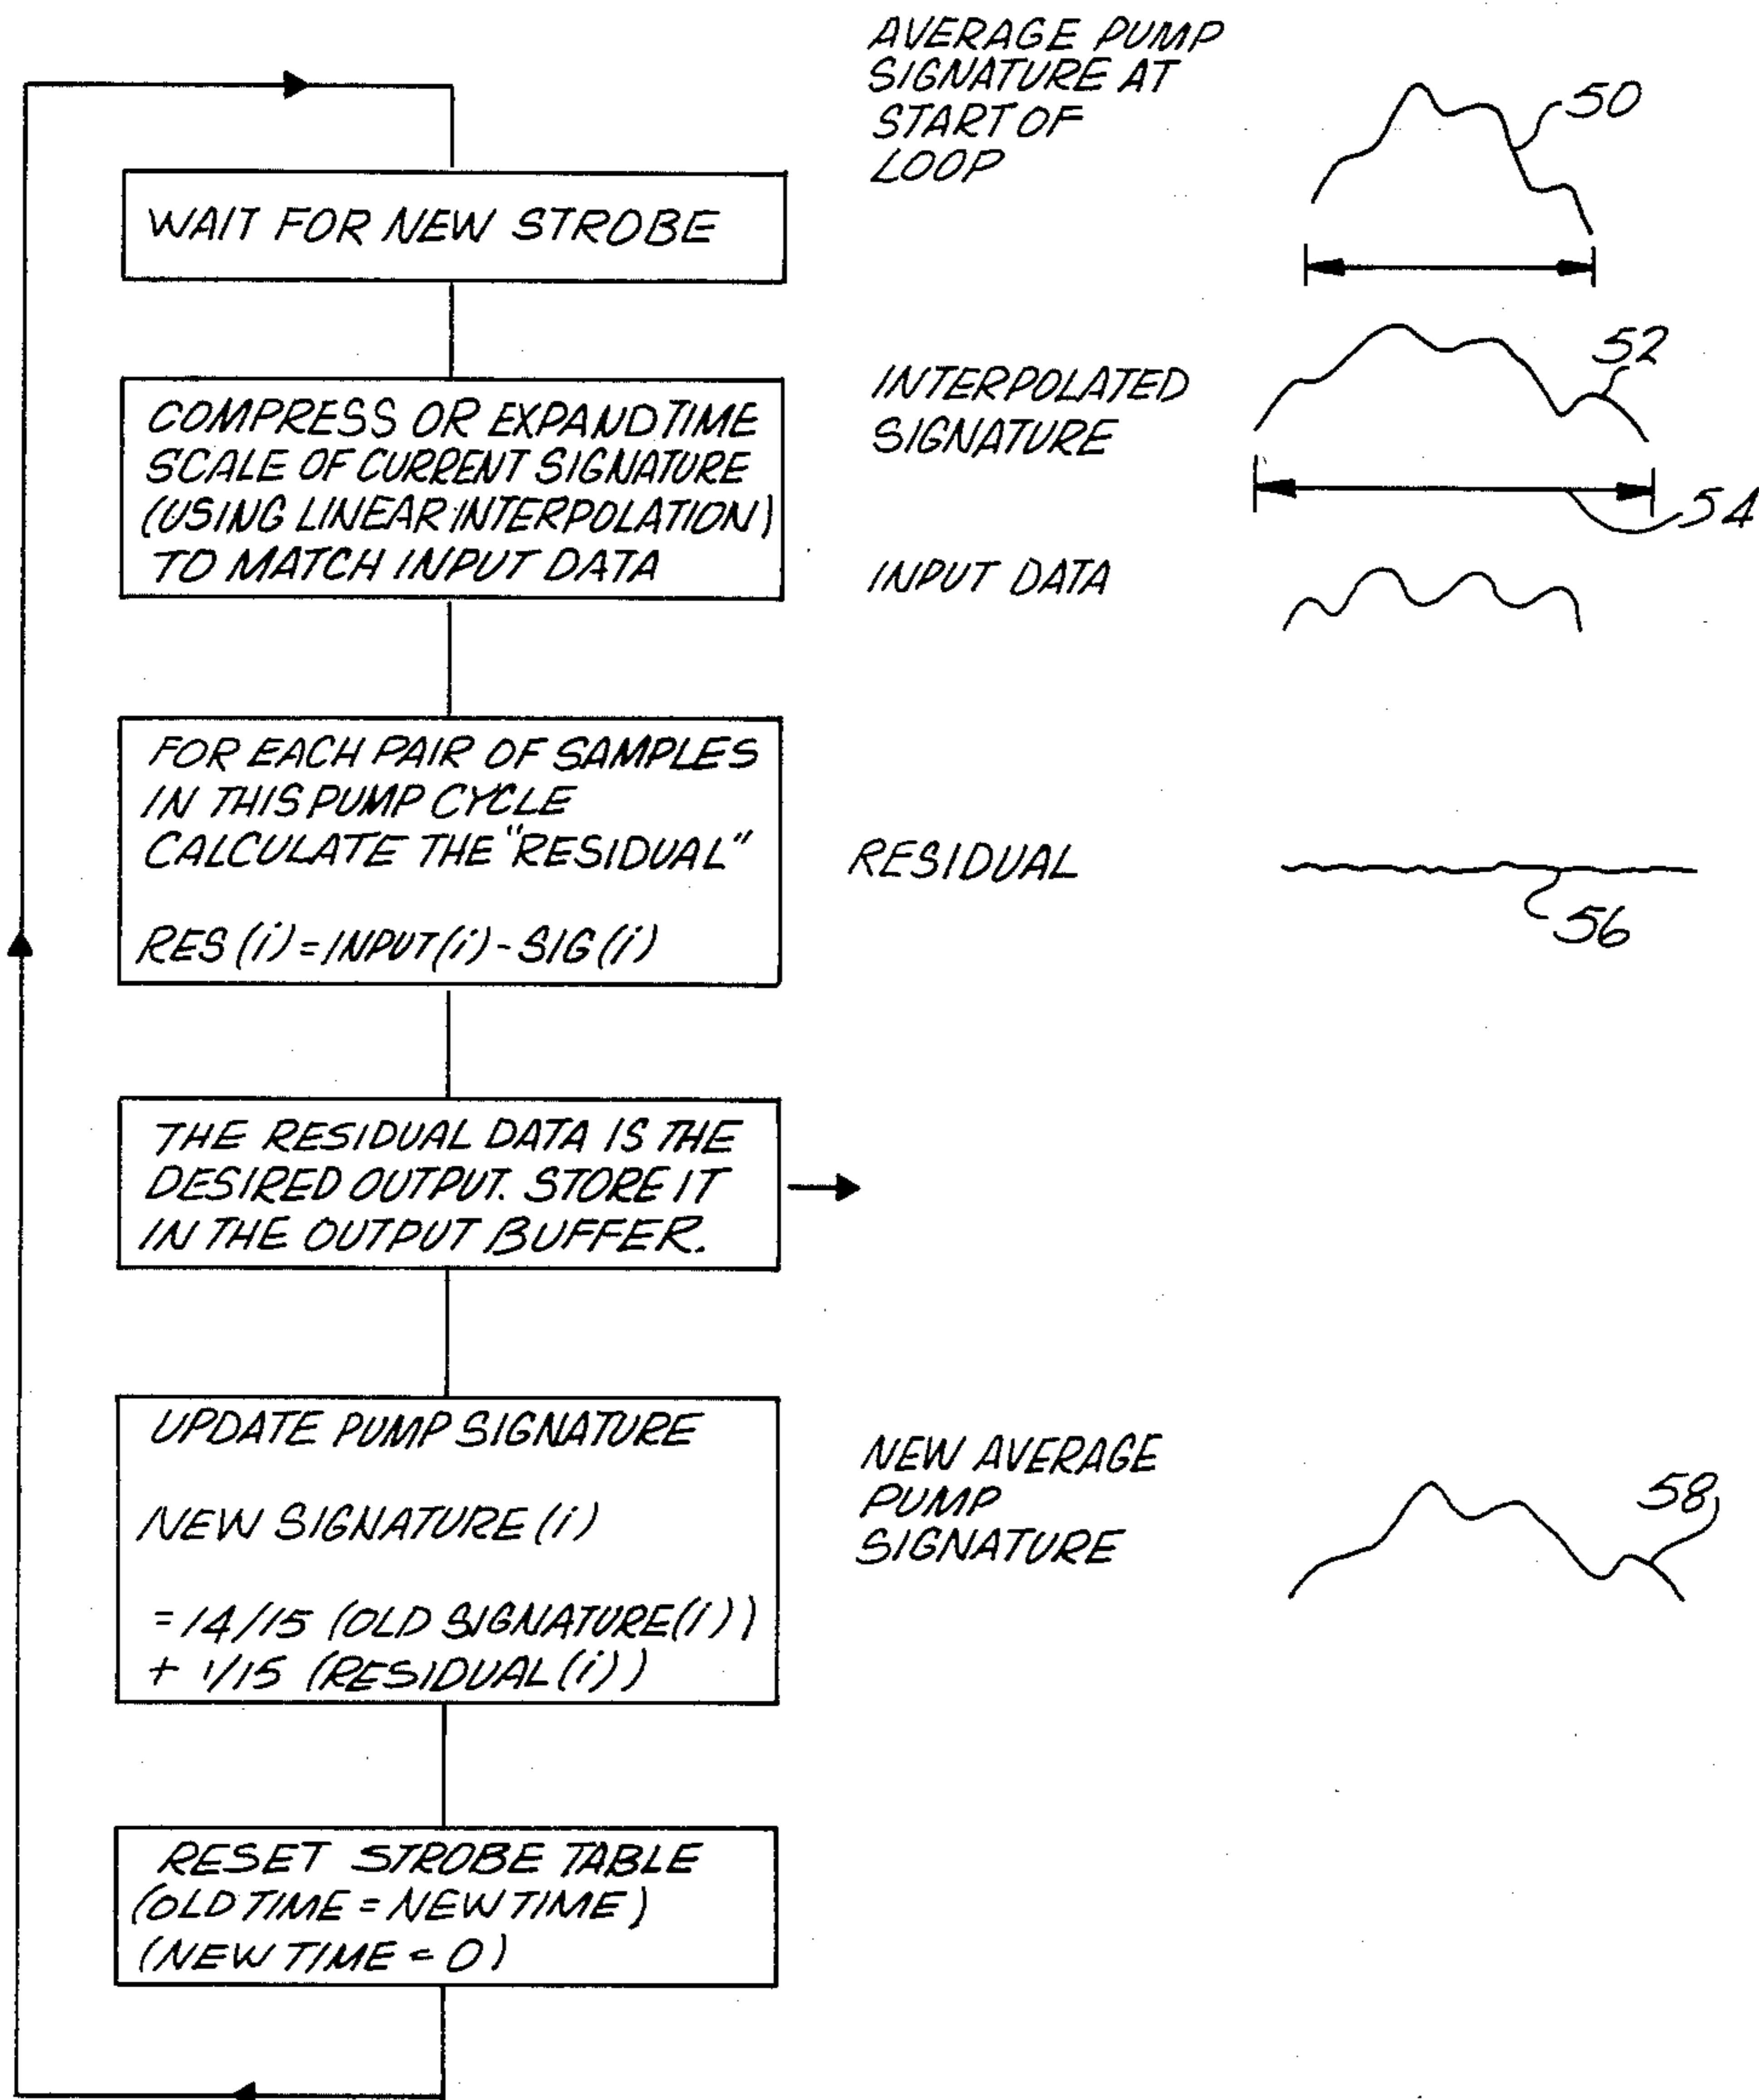 AVERAGE PUMP
SIGNATURE AT
START OF
LOOP
50
WAIT FOR NEW STROBE
52
INTERPOLATED
SIGNATURE
54
COMPRESS OR EXPAND TIME
SCALE OF CURRENT SIGNATURE
(USING LINEAR INTERPOLATION)
TO MATCH INPUT DATA
INPUT DATA
FOR EACH PAIR OF SAMPLES
IN THIS PUMP CYCLE
CALCULATE THE "RESIDUAL"
RES (i) = INPUT(i) - SIG (i)
RESIDUAL
56
THE RESIDUAL DATA IS THE
DESIRED OUTPUT. STORE IT
IN THE OUTPUT BUFFER.
UPDATE PUMP SIGNATURE
NEW SIGNATURE (i)
= 14/15 (OLD SIGNATURE(i))
+ 1/15 (RESIDUAL (i))
NEW AVERAGE
PUMP
SIGNATURE
58
RESET STROBE TABLE
(OLD TIME = NEW TIME)
(NEW TIME = 0)